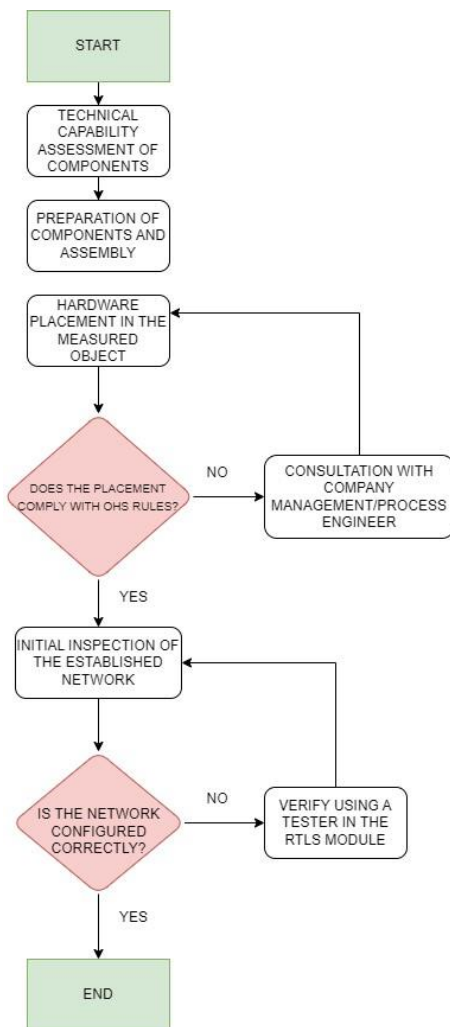 START
TECHNICAL
CAPABILITY
ASSESSMENT OF
COMPONENTS
PREPARATION OF
COMPONENTS AND
ASSEMBLY
HARDWARE
PLACEMENT IN THE
MEASURED
OBJECT
DOES THE PLACEMENT
COMPLY WITH OHS RULES?
NO
CONSULTATION WITH
COMPANY
MANAGEMENT/PROCESS
ENGINEER
YES
INITIAL INSPECTION OF
THE ESTABLISHED
NETWORK
IS THE NETWORK
CONFIGURED
CORRECTLY?
NO
VERIFY USING A
TESTER IN THE
RTLS MODULE
YES
END